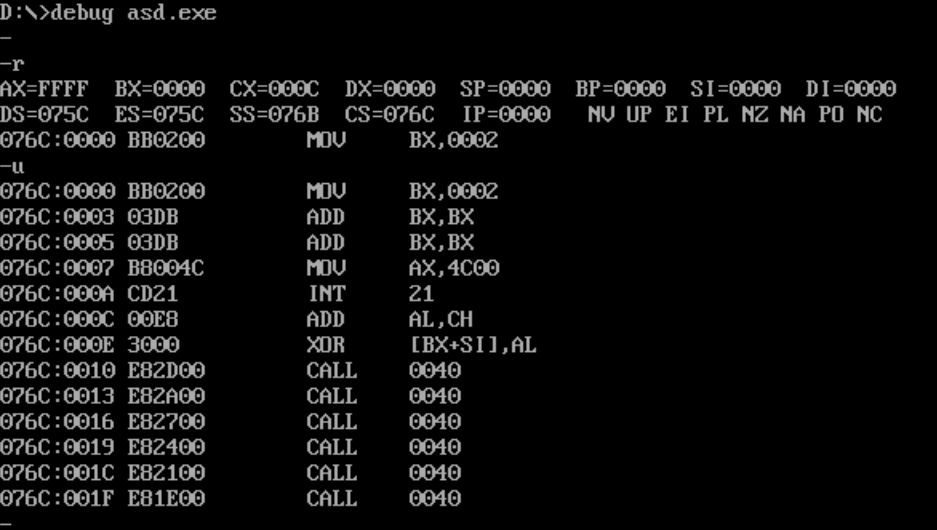 D:\>debug asd.exe
-
-r
AX=FFFF  BX=0000  CX=000C  DX=0000  SP=0000  BP=0000  SI=0000  DI=0000
DS=075C  ES=075C  SS=076B  CS=076C  IP=0000   NV UP EI PL NZ NA PO NC
076C:0000 BB0200        MOV     BX,0002
-u
076C:0000 BB0200        MOV     BX,0002
076C:0003 03DB          ADD     BX,BX
076C:0005 03DB          ADD     BX,BX
076C:0007 B8004C        MOV     AX,4C00
076C:000A CD21          INT     21
076C:000C 00E8          ADD     AL,CH
076C:000E 3000          XOR     [BX+SI],AL
076C:0010 E82D00        CALL    0040
076C:0013 E82A00        CALL    0040
076C:0016 E82700        CALL    0040
076C:0019 E82400        CALL    0040
076C:001C E82100        CALL    0040
076C:001F E81E00        CALL    0040
-